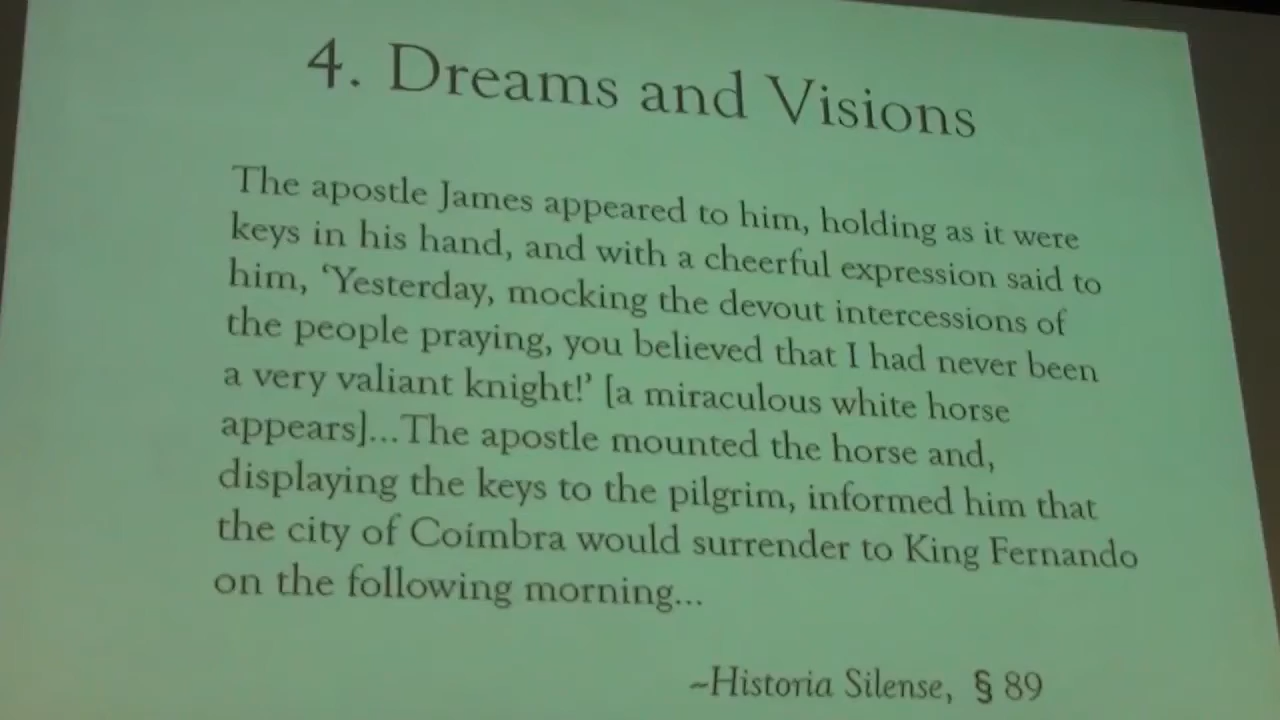 4. Dreams and Visions
The apostle James appeared to him, holding as it were
keys in his hand, and with a cheerful expression said to
him, ‘Yesterday, mocking the devout intercessions of
the people praying, you believed that I had never been
a very valiant knight!’ [a miraculous white horse
appears]...The apostle mounted the horse and,
displaying the keys to the pilgrim, informed him that
the city of Coímbra would surrender to King Fernando
on the following morning...
~Historia Silense, § 89